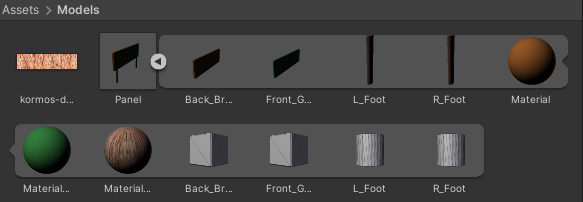 Assets > Models
kormos-d... Panel Back_Br... Front_G... L_Foot R_Foot Material
Material... Material... Back_Br... Front_G... L_Foot R_Foot